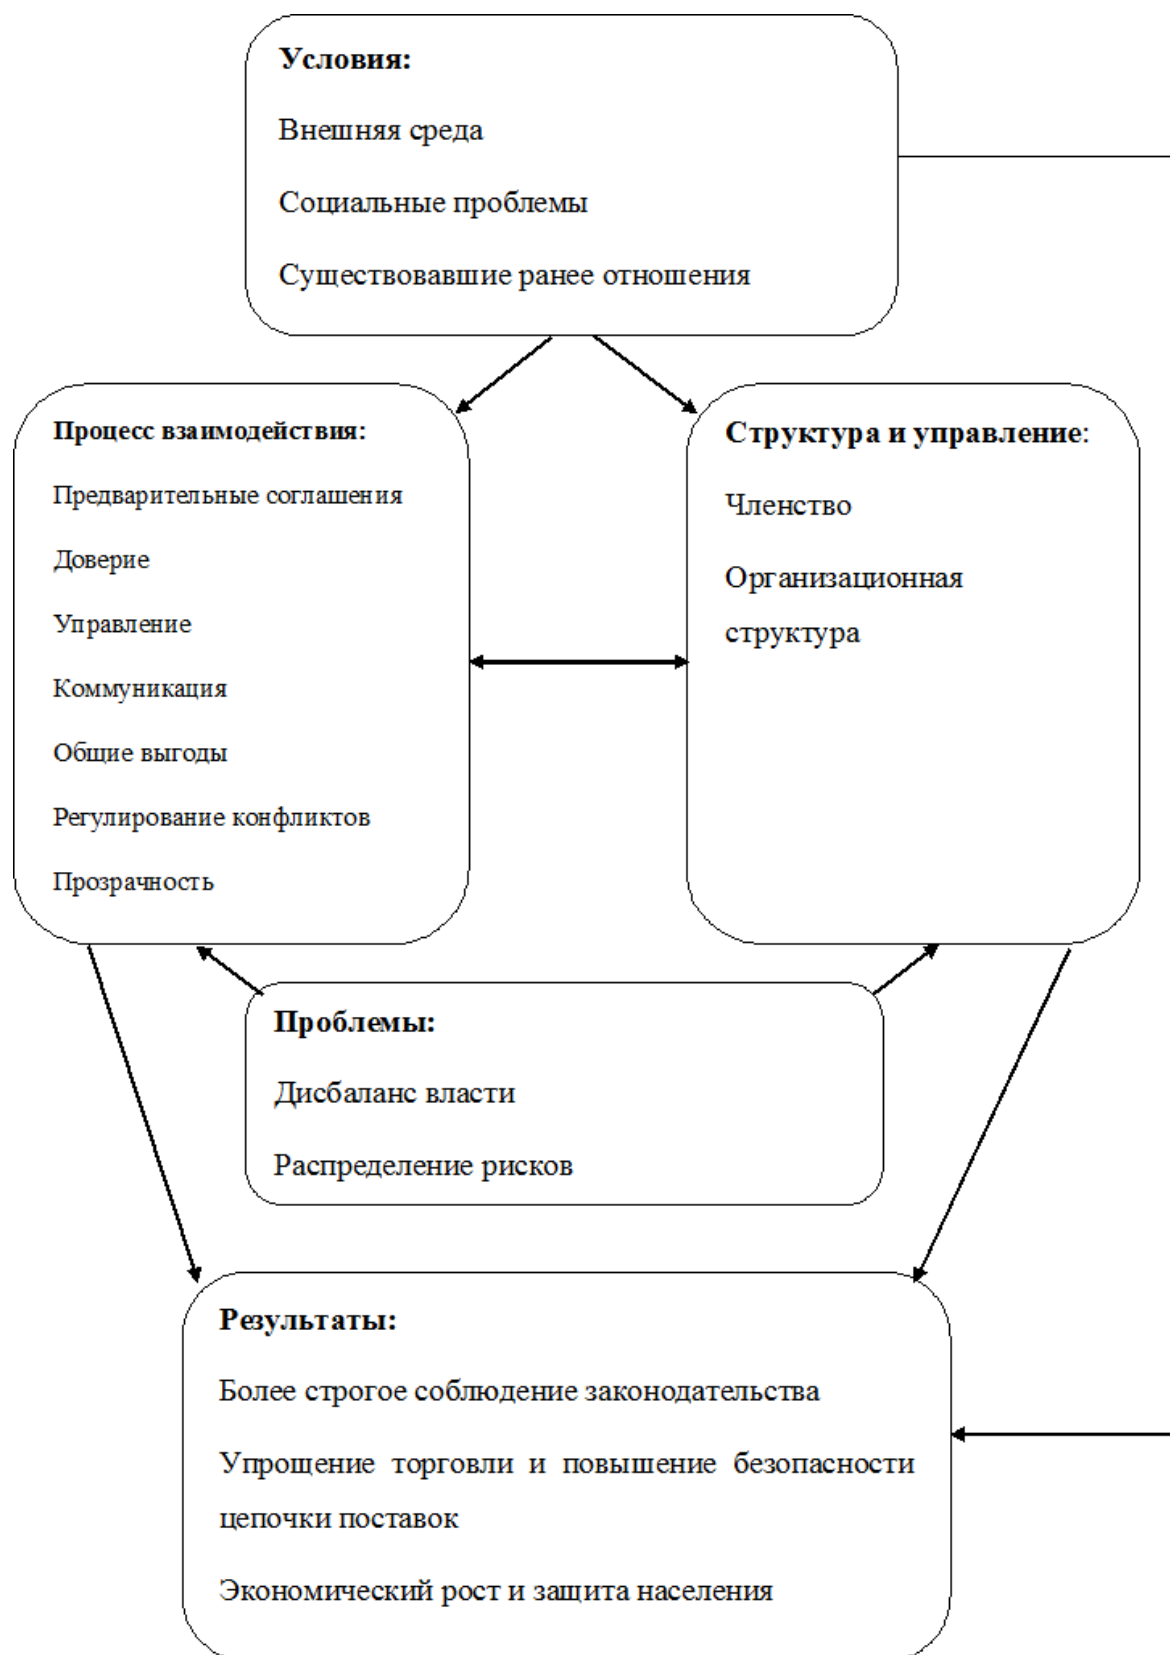 Условия:
Внешняя среда
Социальные проблемы
Существовавшие ранее отношения
Процесс взаимодействия:
Предварительные соглашения
Доверие
Управление
Коммуникация
Общие выгоды
Регулирование конфликтов
Прозрачность
Структура и управление:
Членство
Организационная
структура
Проблемы:
Дисбаланс власти
Распределение рисков
Результаты:
Более строгое соблюдение законодательства
Упрощение торговли и повышение безопасности
цепочки поставок
Экономический рост и защита населения